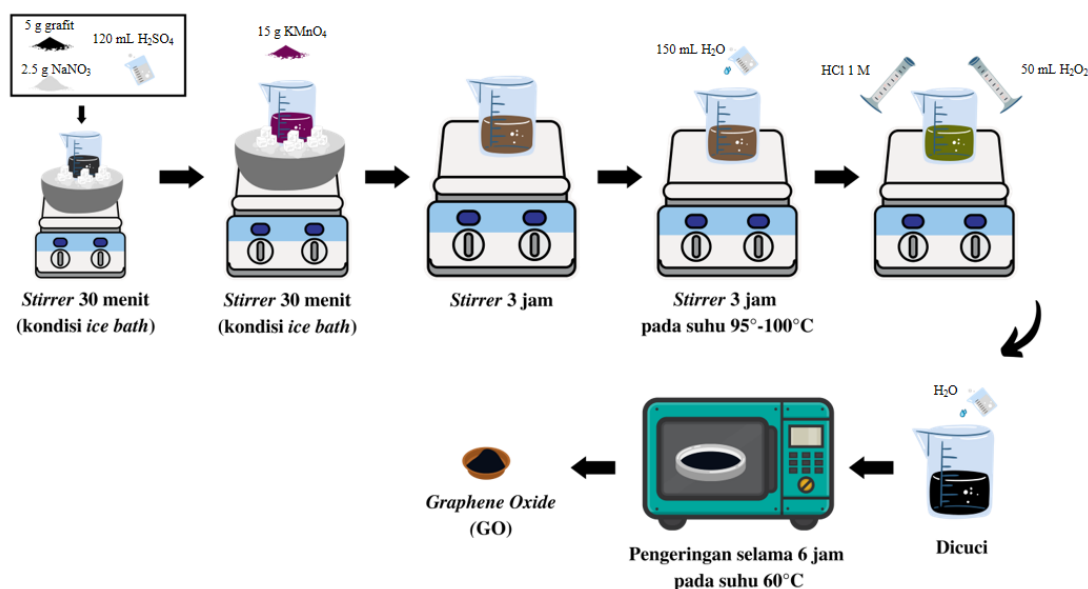 5 g grafit
120 mL H₂SO₄
2.5 g NaNO₃
Stirrer 30 menit
(kondisi ice bath)
15 g KMnO₄
Stirrer 30 menit
(kondisi ice bath)
Stirrer 3 jam
150 mL H₂O
Stirrer 3 jam
pada suhu 95°-100°C
HCl 1 M
50 mL H₂O₂
H₂O
Dicuci
Pengeringan selama 6 jam
pada suhu 60°C
Graphene Oxide
(GO)